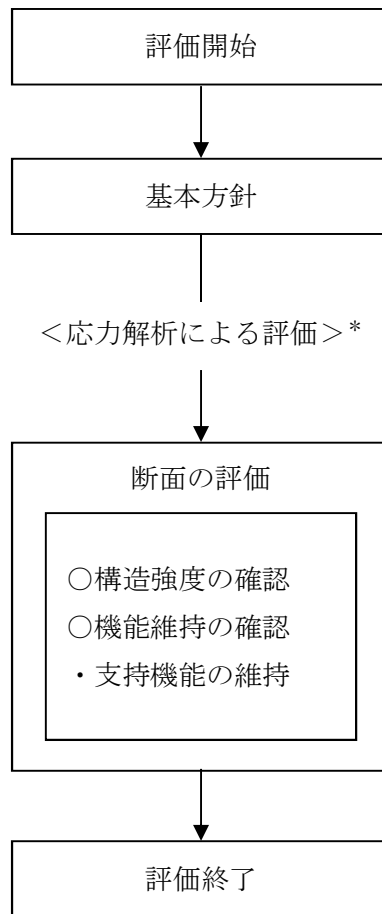 評価開始
基本方針
＜応力解析による評価＞*
断面の評価
○構造強度の確認
○機能維持の確認
・支持機能の維持
評価終了